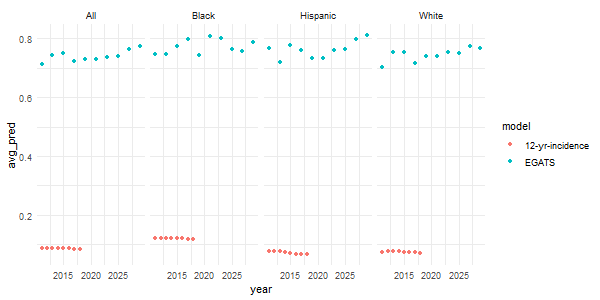 All Black Hispanic White
0.8
0.6
0.4
0.2
avg_pred
2015 2020 2025 2015 2020 2025 2015 2020 2025 2015 2020 2025
year
model
12-yr-incidence
EGATS